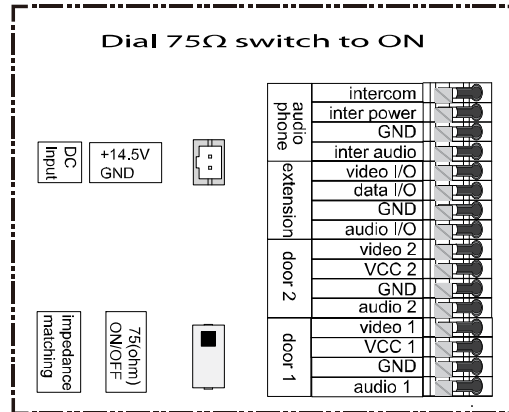 Dial 75Ω switch to ON
DC
Input
+14.5V
GND
impedance
matching
75(ohm)
ON/OFF
audio
phone
intercom
inter power
GND
inter audio
extension
video I/O
data I/O
GND
audio I/O
door 2
video 2
VCC 2
GND
audio 2
door 1
video 1
VCC 1
GND
audio 1